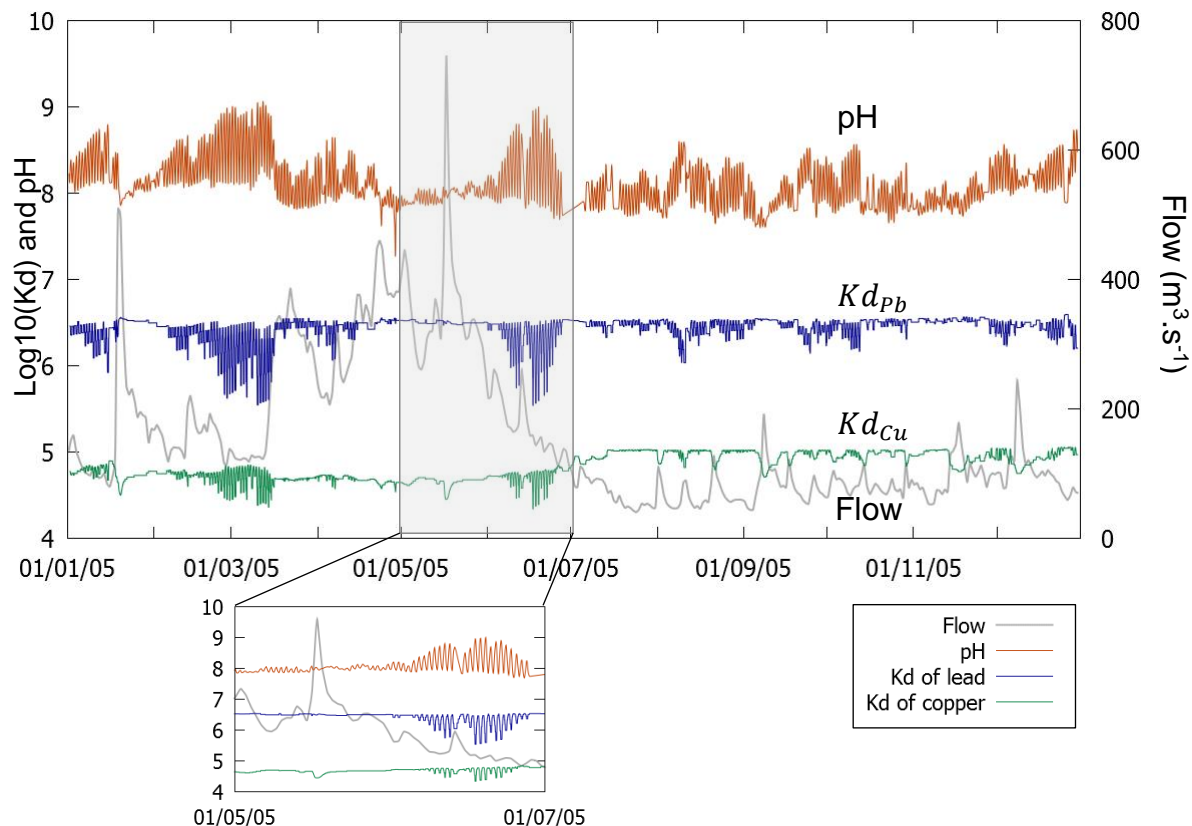 10
9
8
7
6
5
4
Log10(Kd) and pH
800
600
400
200
0
Flow (m³.s⁻¹)
pH
Kd_Pb
Kd_Cu
Flow
01/01/05
01/03/05
01/05/05
01/07/05
01/09/05
01/11/05
10
9
8
7
6
5
4
01/05/05
01/07/05
Flow
pH
Kd of lead
Kd of copper